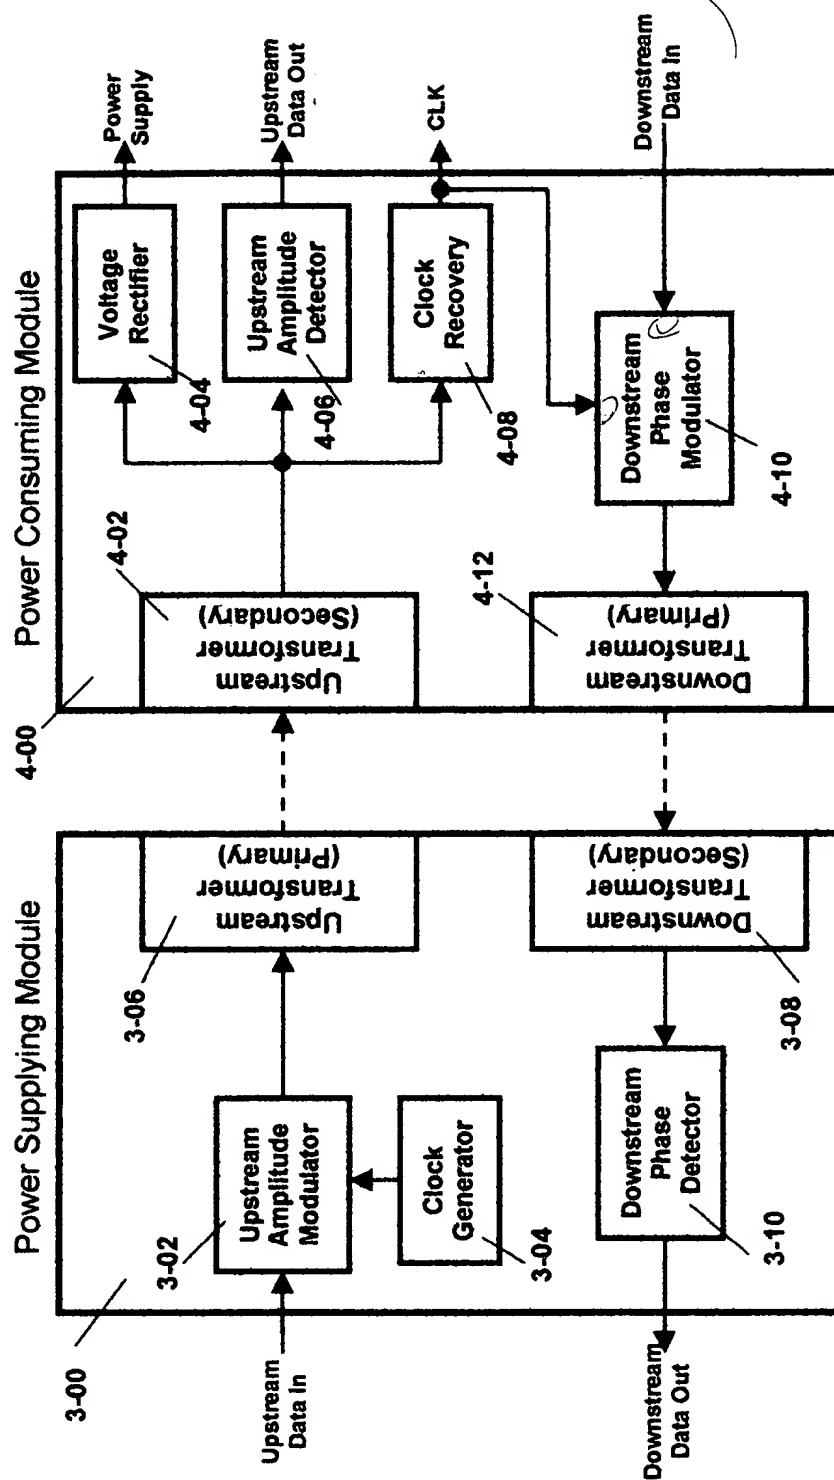 Power Supplying Module
Power Consuming Module
3-00
4-00
Upstream
Data In
3-02
Upstream
Amplitude
Modulator
Clock
Generator
3-04
3-06
Upstream
Transformer
(Primary)
Upstream
Transformer
(Secondary)
4-02
Voltage
Rectifier
4-04
Power
Supply
Upstream
Amplitude
Detector
4-06
Upstream
Data Out
Clock
Recovery
4-08
CLK
Downstream
Data Out
Downstream
Phase
Detector
3-10
Downstream
Transformer
(Secondary)
3-08
Downstream
Transformer
(Primary)
4-12
Downstream
Phase
Modulator
4-10
Downstream
Data In